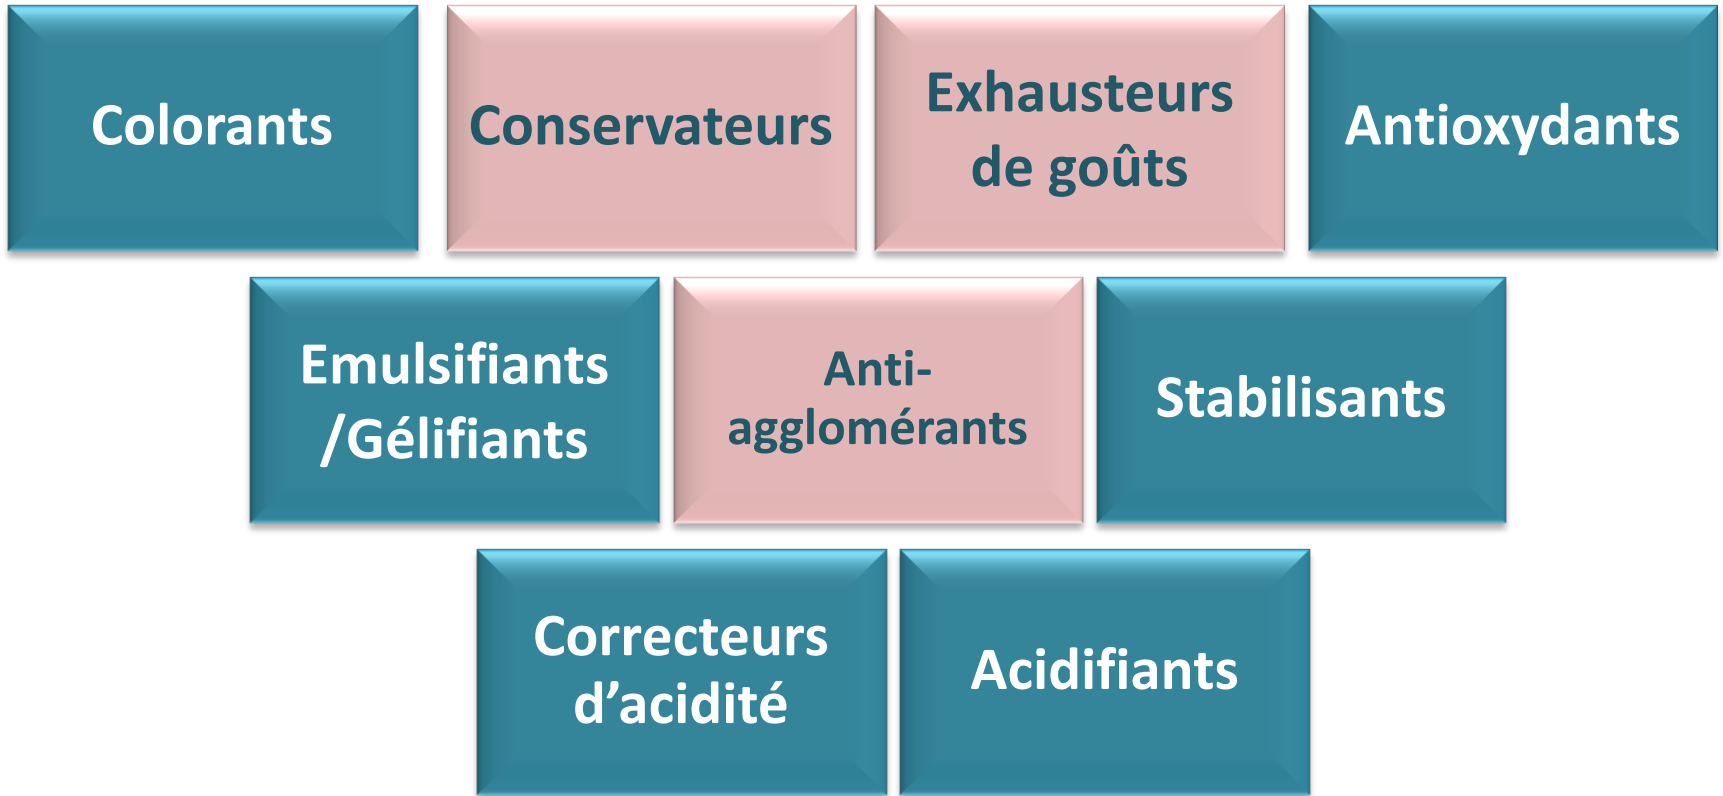 Colorants
Conservateurs
Exhausteurs
de goûts
Antioxydants
Emulsifiants
/Gélifiants
Anti-
agglomérants
Stabilisants
Correcteurs
d’acidité
Acidifiants